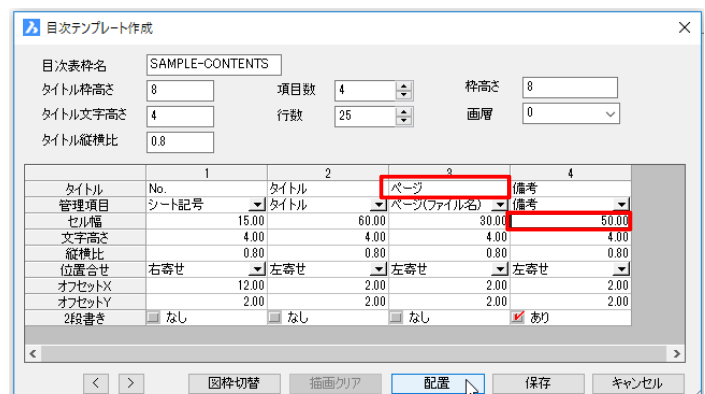 目次テンプレート作成
目次表枠名 SAMPLE-CONTENTS
タイトル枠高さ 8 項目数 4 枠高さ 8
タイトル文字高さ 4 行数 25 画層 0
タイトル縦横比 0.8
1 2 3 4
タイトル No. タイトル ページ 備考
管理項目 シート記号 タイトル ページ(ファイル名) 備考
セル幅 15.00 60.00 30.00 50.00
文字高さ 4.00 4.00 4.00 4.00
縦横比 0.80 0.80 0.80 0.80
位置合せ 右寄せ 左寄せ 左寄せ 左寄せ
オフセットX 12.00 2.00 2.00 2.00
オフセットY 2.00 2.00 2.00 2.00
2段書き なし なし なし あり
図枠切替 描画クリア 配置 保存 キャンセル